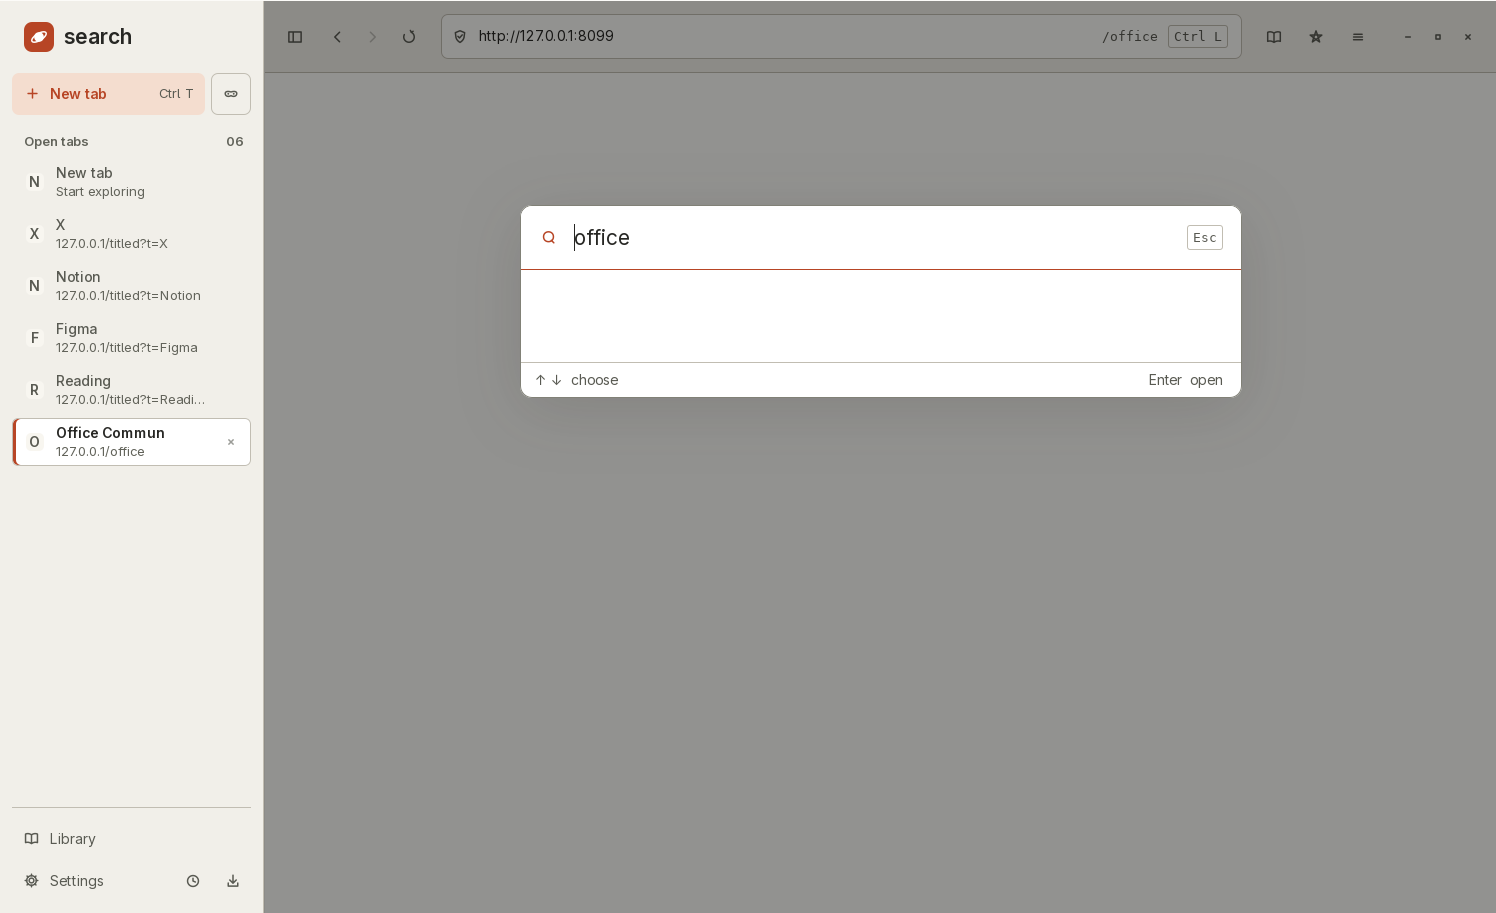 search
New tab Ctrl T
Open tabs 06
New tab
Start exploring
X
127.0.0.1/titled?t=X
Notion
127.0.0.1/titled?t=Notion
Figma
127.0.0.1/titled?t=Figma
Reading
127.0.0.1/titled?t=Readi…
Office Commun
127.0.0.1/office
Library
Settings
http://127.0.0.1:8099 /office Ctrl L
office Esc
↑ ↓ choose Enter open
N
X
N
F
R
O